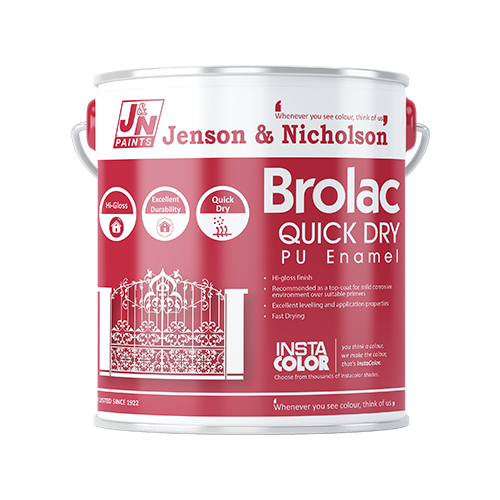 J&N
PAINTS
Whenever you see colour, think of us
Jenson & Nicholson
Hi-Gloss
Excellent
Durability
Quick
Dry
Brolac
QUICK DRY
PU Enamel
• Hi-gloss finish
• Recommended as a top-coat for mild corrosive
environment over suitable primers
• Excellent levelling and application properties
• Fast Drying
INSTA
COLOR
you think a colour,
we make the colour,
that's InstaColor.
Choose from thousands of instacolor shades.
SINCE 1922
Whenever you see colour, think of us